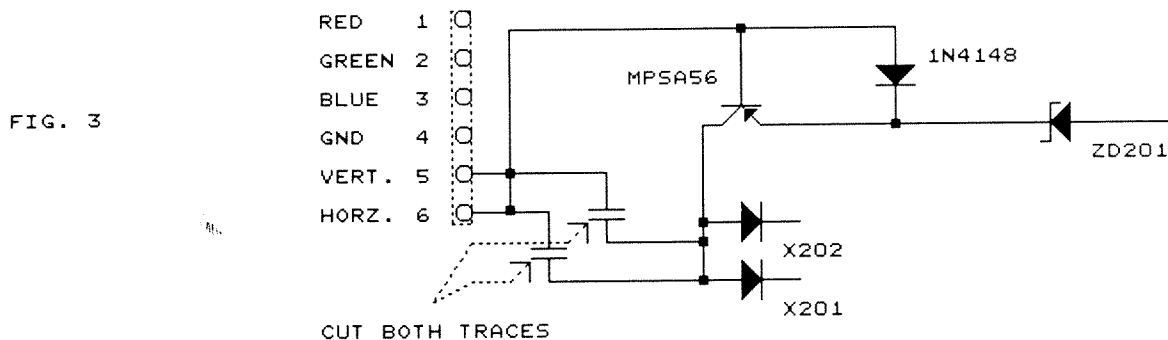 FIG. 3
RED 1
GREEN 2
BLUE 3
GND 4
VERT. 5
HORZ. 6
MPSA56
1N4148
ZD201
X202
X201
CUT BOTH TRACES